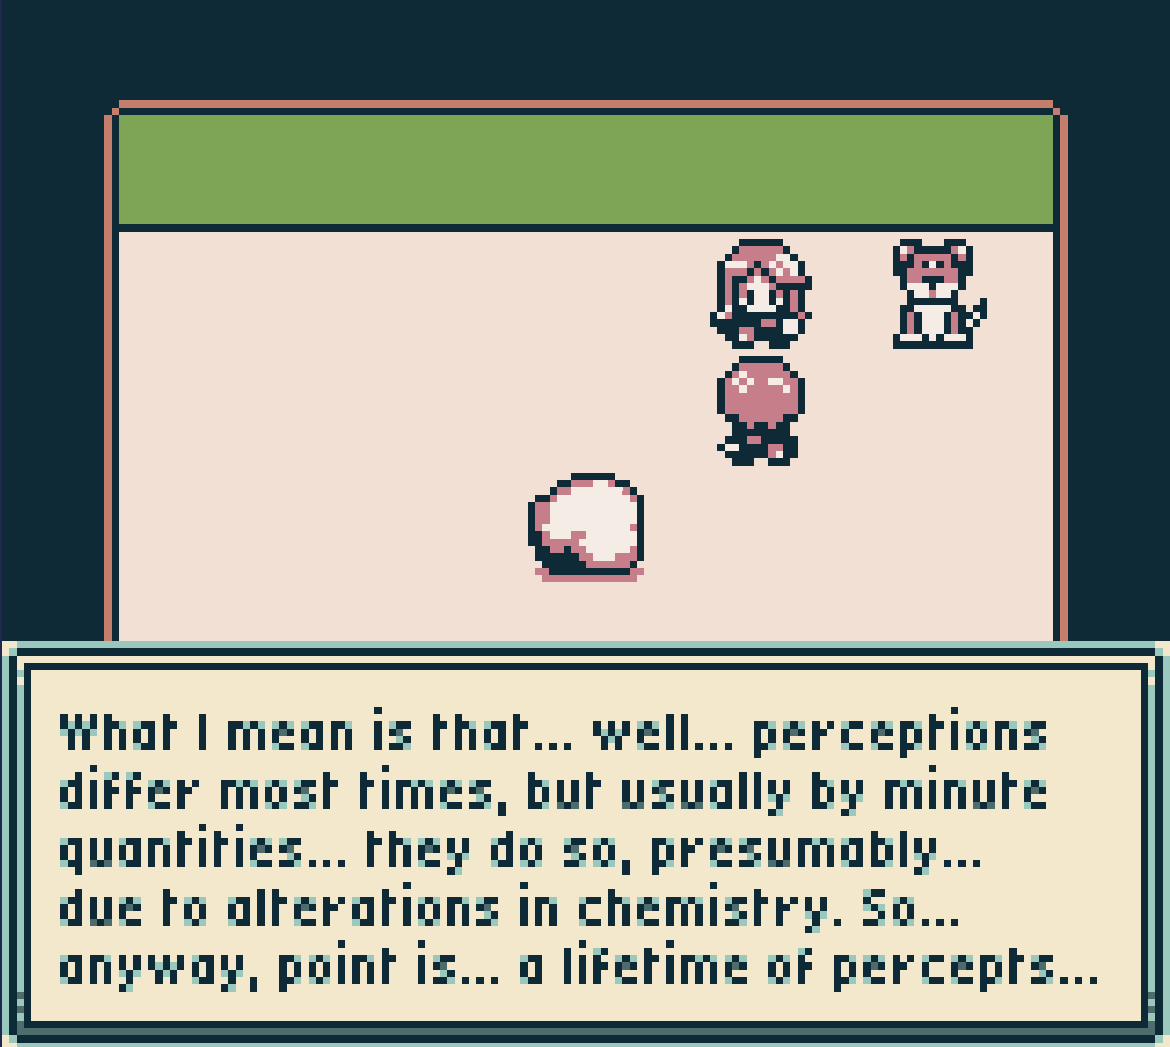 What I mean is that... well... perceptions
differ most times, but usually by minute
quantities... they do so, presumably...
due to alterations in chemistry. So...
anyway, point is... a lifetime of percepts...